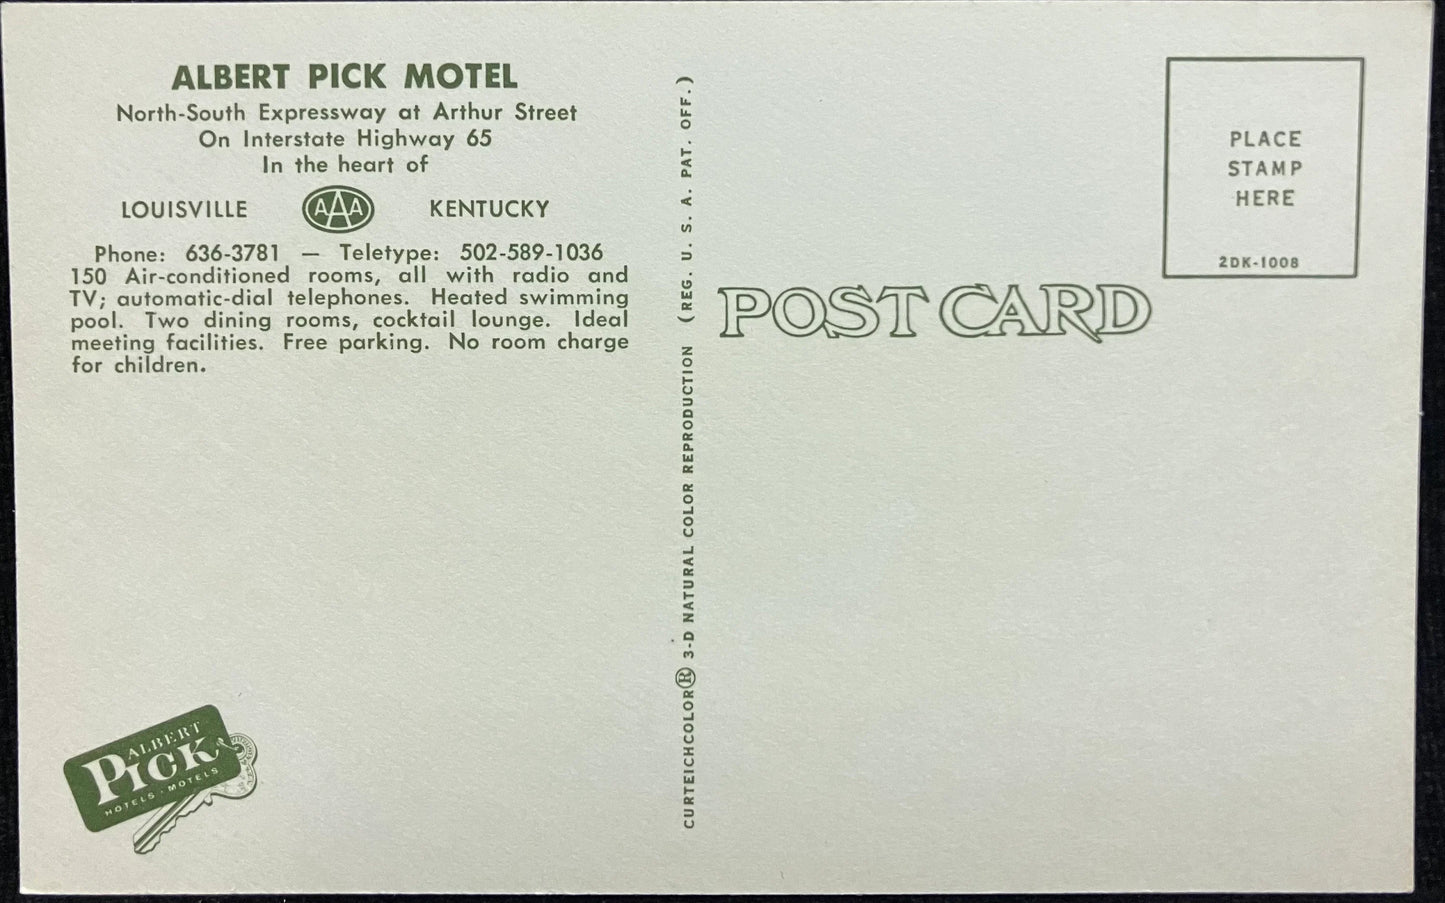 ALBERT PICK MOTEL
North-South Expressway at Arthur Street
On Interstate Highway 65
In the heart of
LOUISVILLE AAA KENTUCKY
Phone: 636-3781 — Teletype: 502-589-1036
150 Air-conditioned rooms, all with radio and
TV; automatic-dial telephones. Heated swimming
pool. Two dining rooms, cocktail lounge. Ideal
meeting facilities. Free parking. No room charge
for children.
ALBERT
PICK
HOTELS · MOTELS
CURTEICHCOLOR® 3-D NATURAL COLOR REPRODUCTION (REG. U. S. A. PAT. OFF.)
POST CARD
PLACE
STAMP
HERE
2DK-1008